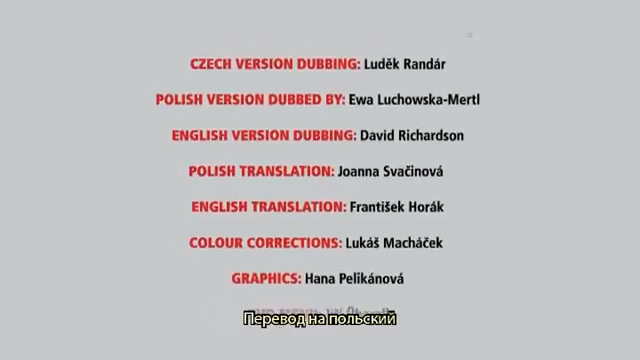 CZECH VERSION DUBBING: Luděk Randár
POLISH VERSION DUBBED BY: Ewa Luchowska-Mertl
ENGLISH VERSION DUBBING: David Richardson
POLISH TRANSLATION: Joanna Svačinová
ENGLISH TRANSLATION: František Horák
COLOUR CORRECTIONS: Lukáš Macháček
GRAPHICS: Hana Pelikánová
Перевод на польский